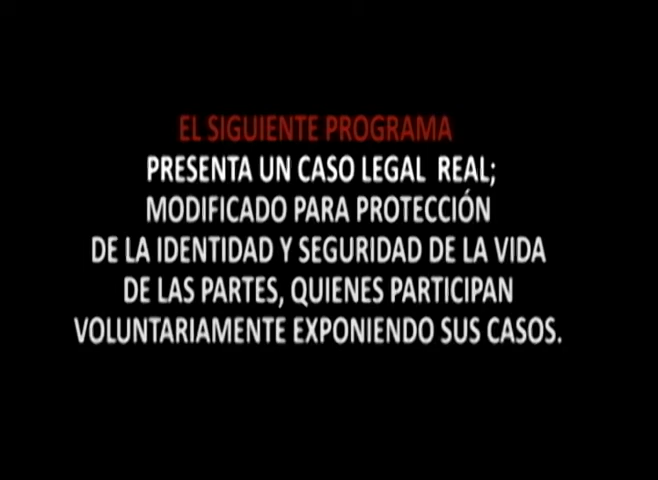 EL SIGUIENTE PROGRAMA
PRESENTA UN CASO LEGAL REAL;
MODIFICADO PARA PROTECCIÓN
DE LA IDENTIDAD Y SEGURIDAD DE LA VIDA
DE LAS PARTES, QUIENES PARTICIPAN
VOLUNTARIAMENTE EXPONIENDO SUS CASOS.